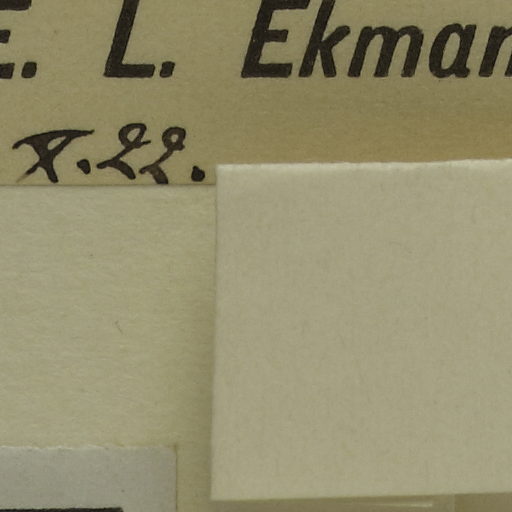 E. L. Ekman
X.22.